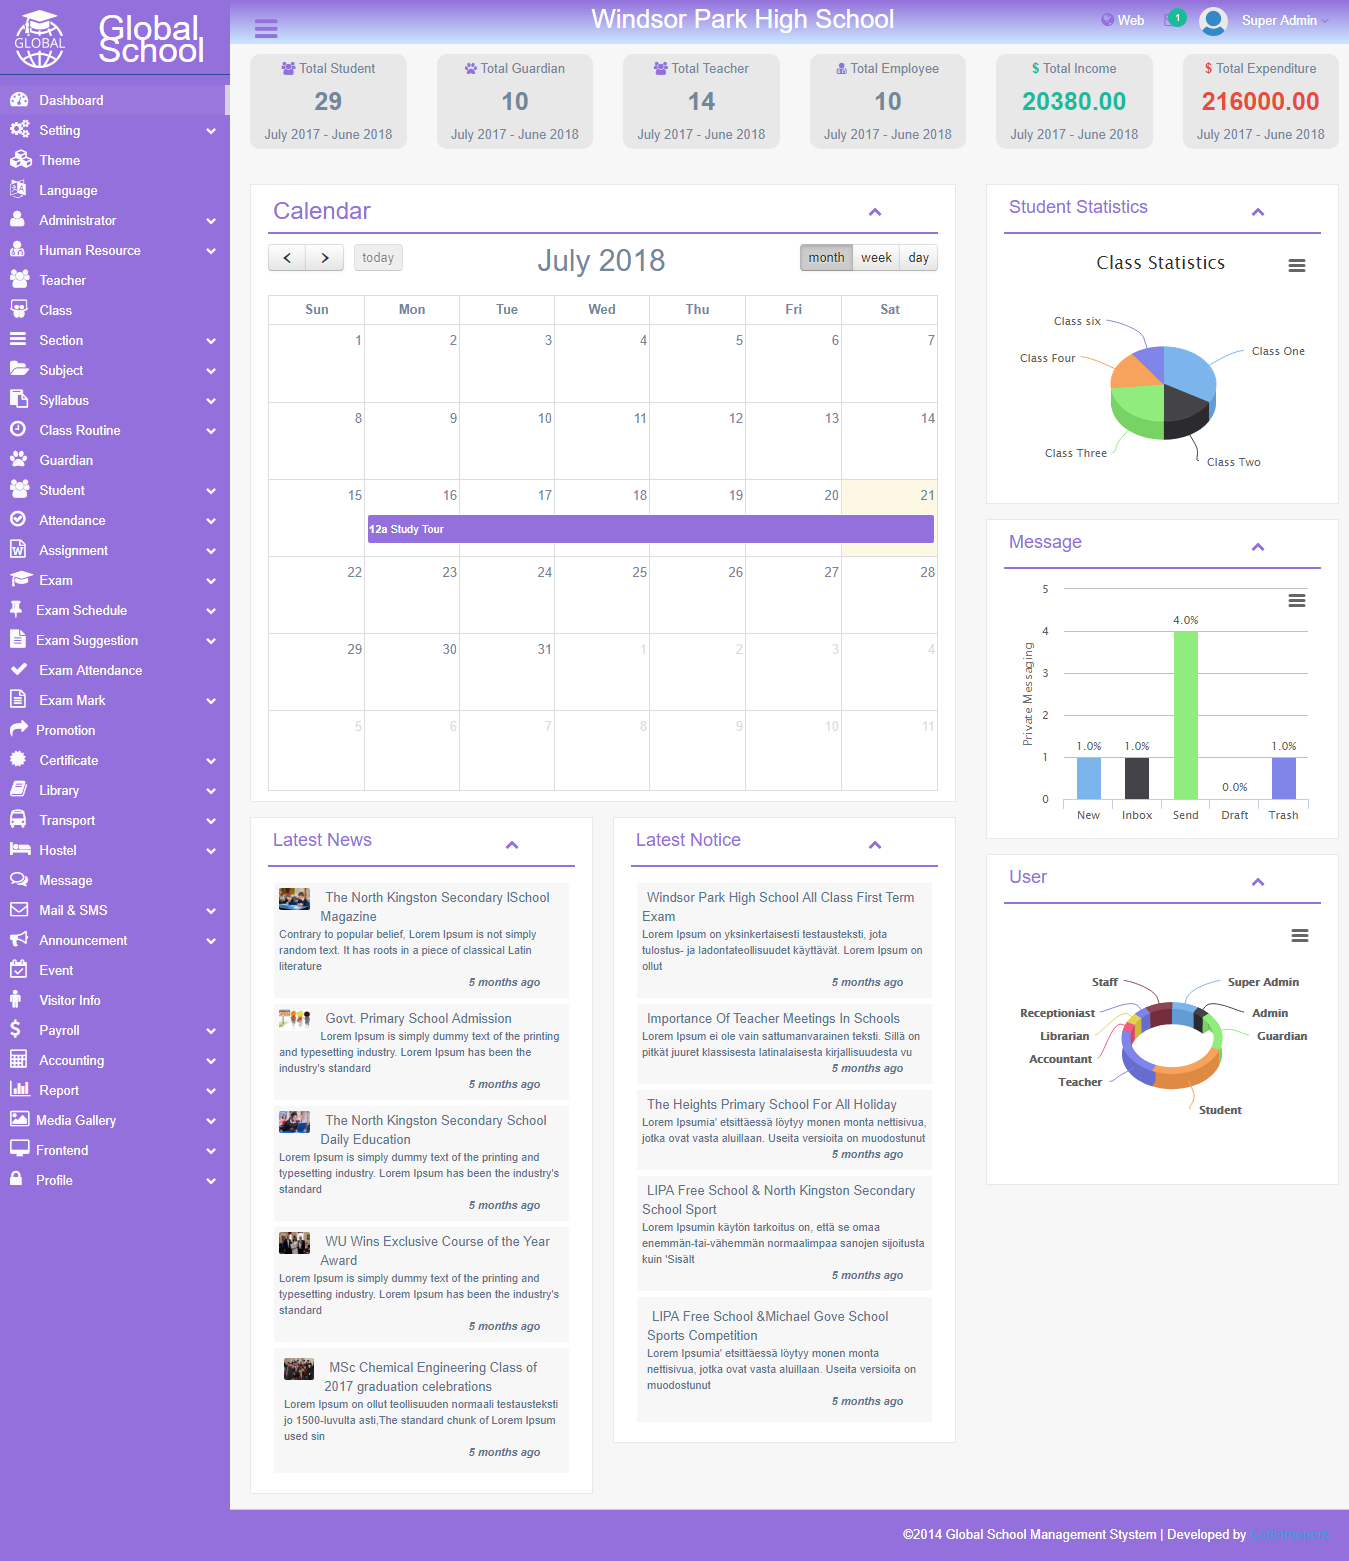 GLOBAL
Global
School
Windsor Park High School
Web
1
Super Admin
Dashboard
Setting
Theme
Language
Administrator
Human Resource
Teacher
Class
Section
Subject
Syllabus
Class Routine
Guardian
Student
Attendance
Assignment
Exam
Exam Schedule
Exam Suggestion
Exam Attendance
Exam Mark
Promotion
Certificate
Library
Transport
Hostel
Message
Mail & SMS
Announcement
Event
Visitor Info
Payroll
Accounting
Report
Media Gallery
Frontend
Profile
Total Student
29
July 2017 - June 2018
Total Guardian
10
July 2017 - June 2018
Total Teacher
14
July 2017 - June 2018
Total Employee
10
July 2017 - June 2018
$ Total Income
20380.00
July 2017 - June 2018
$ Total Expenditure
216000.00
July 2017 - June 2018
Calendar
today
July 2018
month week day
Sun Mon Tue Wed Thu Fri Sat
1 2 3 4 5 6 7
8 9 10 11 12 13 14
15 16 17 18 19 20 21
12a Study Tour
22 23 24 25 26 27 28
29 30 31 1 2 3 4
5 6 7 8 9 10 11
Student Statistics
Class Statistics
Class six
Class One
Class Four
Class Three
Class Two
Message
5
4
3
2
1
0
Private Messaging
1.0% 1.0% 4.0% 0.0% 1.0%
New Inbox Send Draft Trash
User
Staff
Super Admin
Receptioniast
Admin
Librarian
Guardian
Accountant
Teacher
Student
Latest News
The North Kingston Secondary ISchool
Magazine
Contrary to popular belief, Lorem Ipsum is not simply
random text. It has roots in a piece of classical Latin
literature
5 months ago
Govt. Primary School Admission
Lorem Ipsum is simply dummy text of the printing
and typesetting industry. Lorem Ipsum has been the
industry's standard
5 months ago
The North Kingston Secondary School
Daily Education
Lorem Ipsum is simply dummy text of the printing and
typesetting industry. Lorem Ipsum has been the industry's
standard
5 months ago
WU Wins Exclusive Course of the Year
Award
Lorem Ipsum is simply dummy text of the printing and
typesetting industry. Lorem Ipsum has been the industry's
standard
5 months ago
MSc Chemical Engineering Class of
2017 graduation celebrations
Lorem Ipsum on ollut teollisuuden normaali testausteksti
jo 1500-luvulta asti,The standard chunk of Lorem Ipsum
used sin
5 months ago
Latest Notice
Windsor Park High School All Class First Term
Exam
Lorem Ipsum on yksinkertaisesti testausteksti, jota
tulostus- ja ladontateollisuudet käyttävät. Lorem Ipsum on
ollut
5 months ago
Importance Of Teacher Meetings In Schools
Lorem Ipsum ei ole vain sattumanvarainen teksti. Sillä on
pitkät juuret klassisesta latinalaisesta kirjallisuudesta vu
5 months ago
The Heights Primary School For All Holiday
Lorem Ipsumia' etsittäessä löytyy monen monta nettisivua,
jotka ovat vasta aluillaan. Useita versioita on muodostunut
5 months ago
LIPA Free School & North Kingston Secondary
School Sport
Lorem Ipsumin käytön tarkoitus on, että se omaa
enemmän-tai-vähemmän normaalimpaa sanojen sijoitusta
kuin 'Sisält
5 months ago
LIPA Free School &Michael Gove School
Sports Competition
Lorem Ipsumia' etsittäessä löytyy monen monta
nettisivua, jotka ovat vasta aluillaan. Useita versioita on
muodostunut
5 months ago
©2014 Global School Management Stystem | Developed by